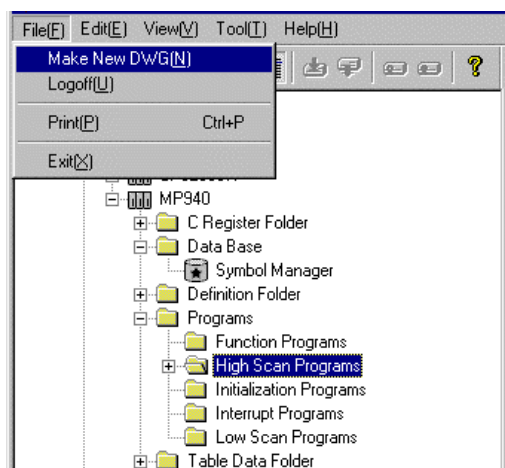 File(F) Edit(E) View(V) Tool(T) Help(H)
Make New DWG(N)
Logoff(U)
Print(P) Ctrl+P
Exit(X)
MP940
C Register Folder
Data Base
Symbol Manager
Definition Folder
Programs
Function Programs
High Scan Programs
Initialization Programs
Interrupt Programs
Low Scan Programs
Table Data Folder